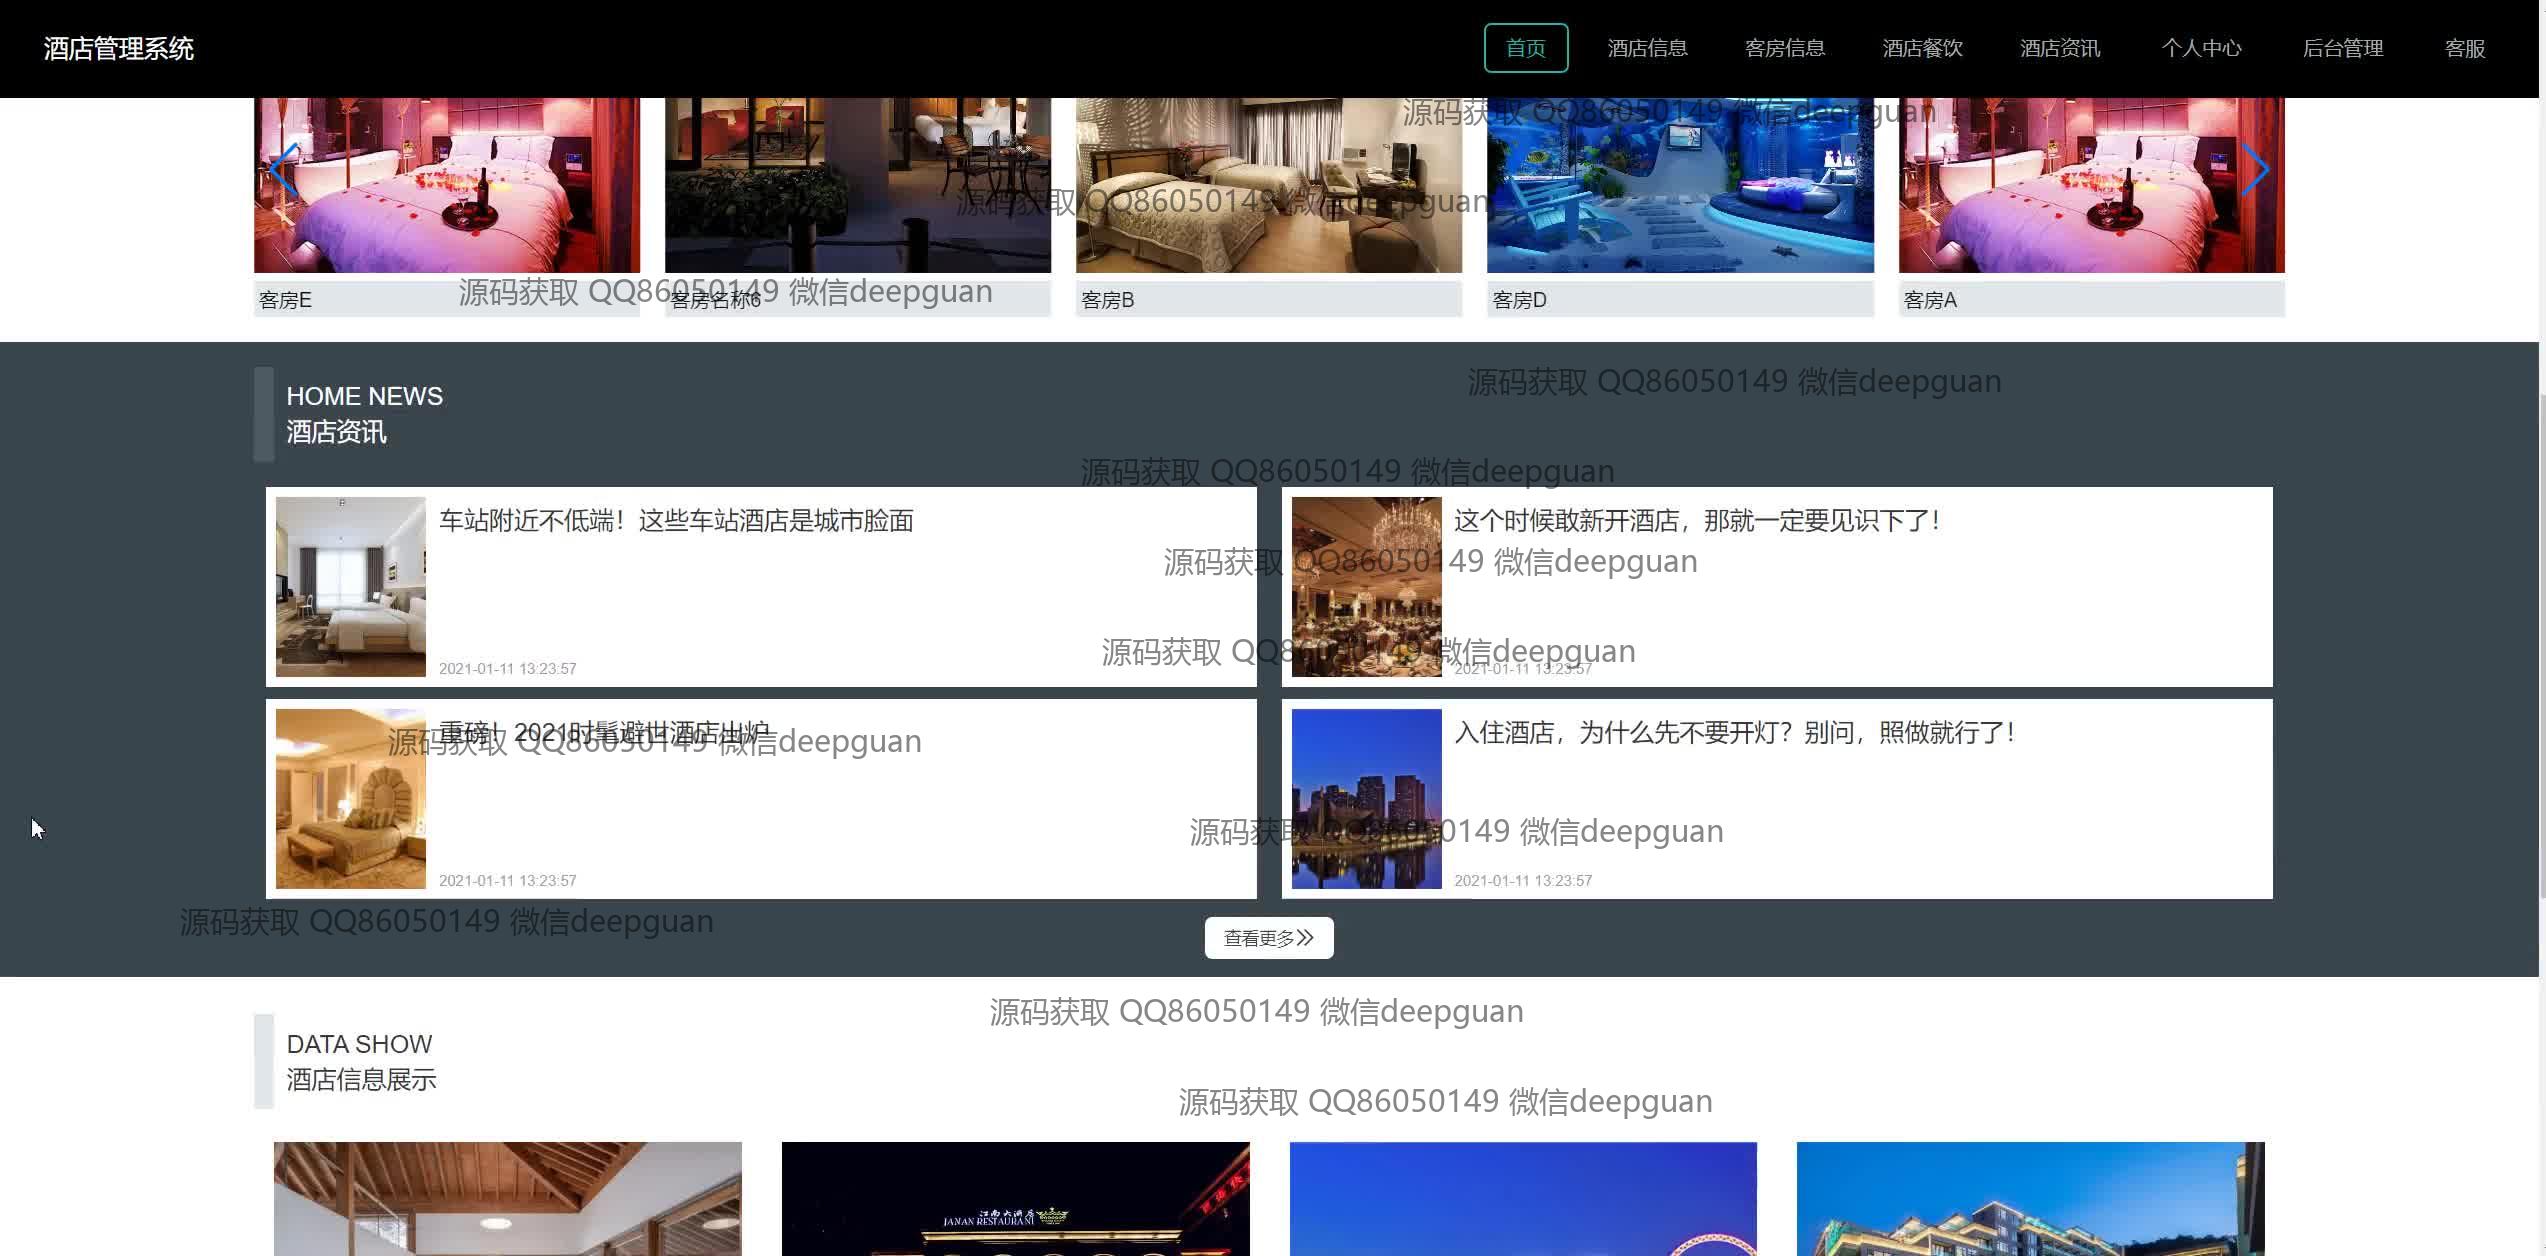 酒店管理系统
首页 酒店信息 客房信息 酒店餐饮 酒店资讯 个人中心 后台管理 客服
源码获取 QQ86050149 微信deepguan
源码获取 QQ86050149 微信deepguan
源码获取 QQ86050149 微信deepguan
客房E
客房名称6
客房B
客房D
客房A
源码获取 QQ86050149 微信deepguan
HOME NEWS
酒店资讯
源码获取 QQ86050149 微信deepguan
车站附近不低端！这些车站酒店是城市脸面
这个时候敢新开酒店，那就一定要见识下了！
源码获取 QQ86050149 微信deepguan
源码获取 QQ86050149 微信deepguan
2021-01-11 13:23:57
2021-01-11 13:23:57
重磅！2021时髦避世酒店出炉
入住酒店，为什么先不要开灯？别问，照做就行了！
源码获取 QQ86050149 微信deepguan
源码获取 QQ86050149 微信deepguan
2021-01-11 13:23:57
2021-01-11 13:23:57
源码获取 QQ86050149 微信deepguan
查看更多
源码获取 QQ86050149 微信deepguan
DATA SHOW
酒店信息展示
源码获取 QQ86050149 微信deepguan
江南大酒店
JANAN RESTAURANT